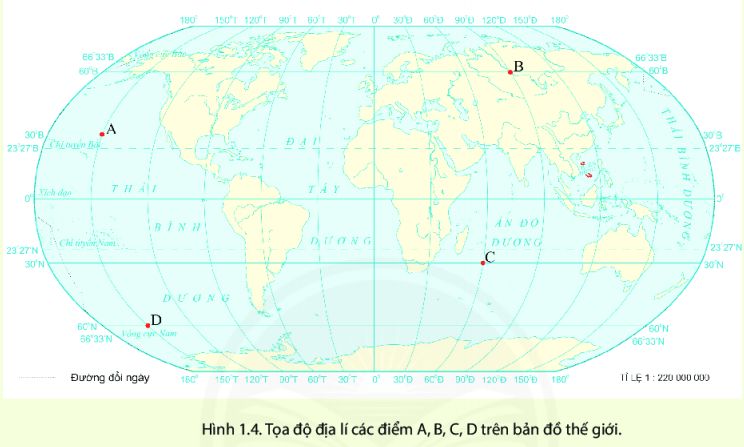 180° 150°T 120°T 90°T 60°T 30°T 0° 30°Đ 60°Đ 90°Đ 120°Đ 150°Đ 180°
66°33'B Vòng cực Bắc 66°33'B
60°B B 60°B
A
30°B 30°B
23°27'B Chí tuyến Bắc ĐẠI 23°27'B
THÁI BÌNH DƯƠNG
0° Xích đạo THÁI TÂY 0°
BÌNH ẤN ĐỘ
Chí tuyến Nam DƯƠNG DƯƠNG
23°27'N 23°27'N
30°N C 30°N
DƯƠNG
D
60°N Vòng cực Nam 60°N
66°33'N 66°33'N
180° 150°T 120°T 90°T 60°T 30°T 0° 30°Đ 60°Đ 90°Đ 120°Đ 150°Đ 180°
Đường đổi ngày TỈ LỆ 1 : 220 000 000
Hình 1.4. Tọa độ địa lí các điểm A, B, C, D trên bản đồ thế giới.